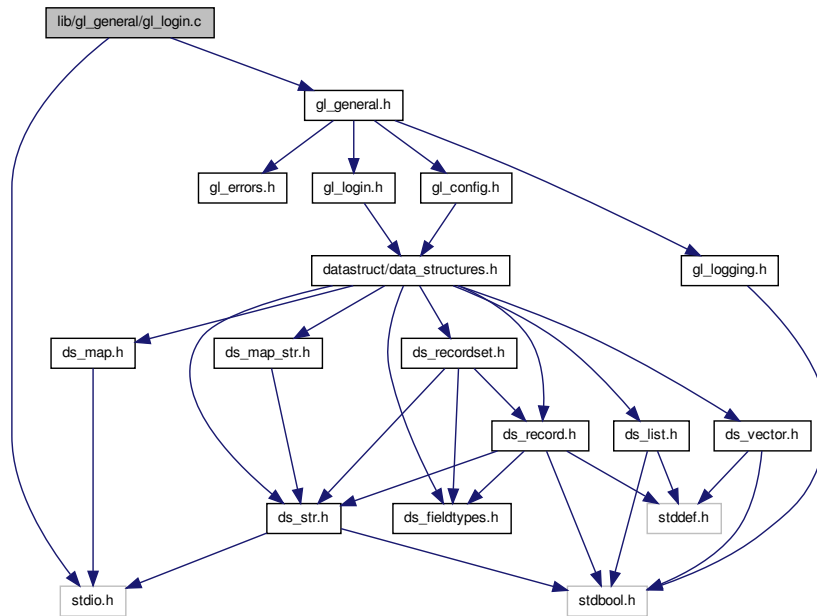 lib/gl_general/gl_login.c
gl_general.h
gl_errors.h
gl_login.h
gl_config.h
datastruct/data_structures.h
gl_logging.h
ds_map.h
ds_map_str.h
ds_recordset.h
ds_record.h
ds_list.h
ds_vector.h
ds_str.h
ds_fieldtypes.h
stddef.h
stdio.h
stdbool.h